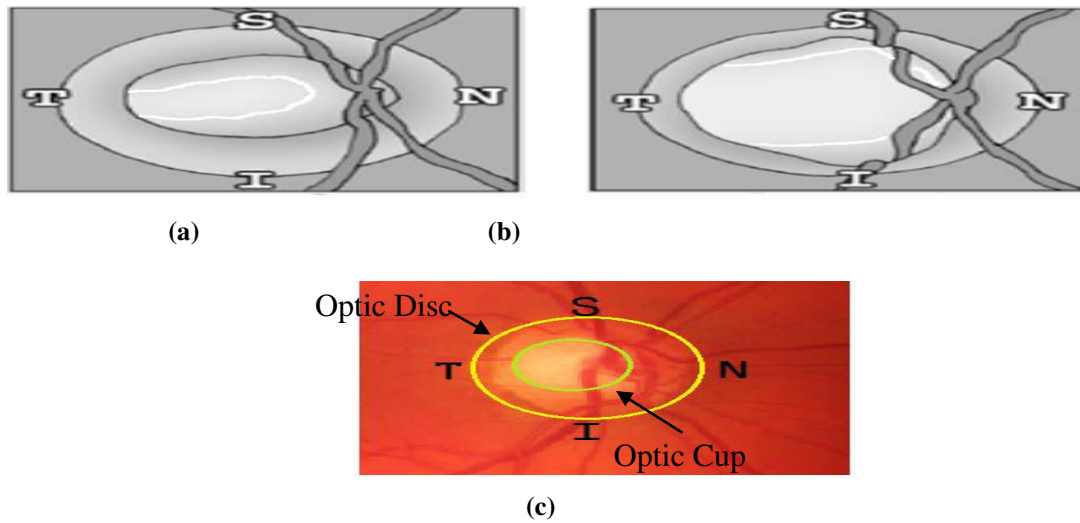 S S
T N T N
I I
(a) (b)
Optic Disc S
T N
I
Optic Cup
(c)